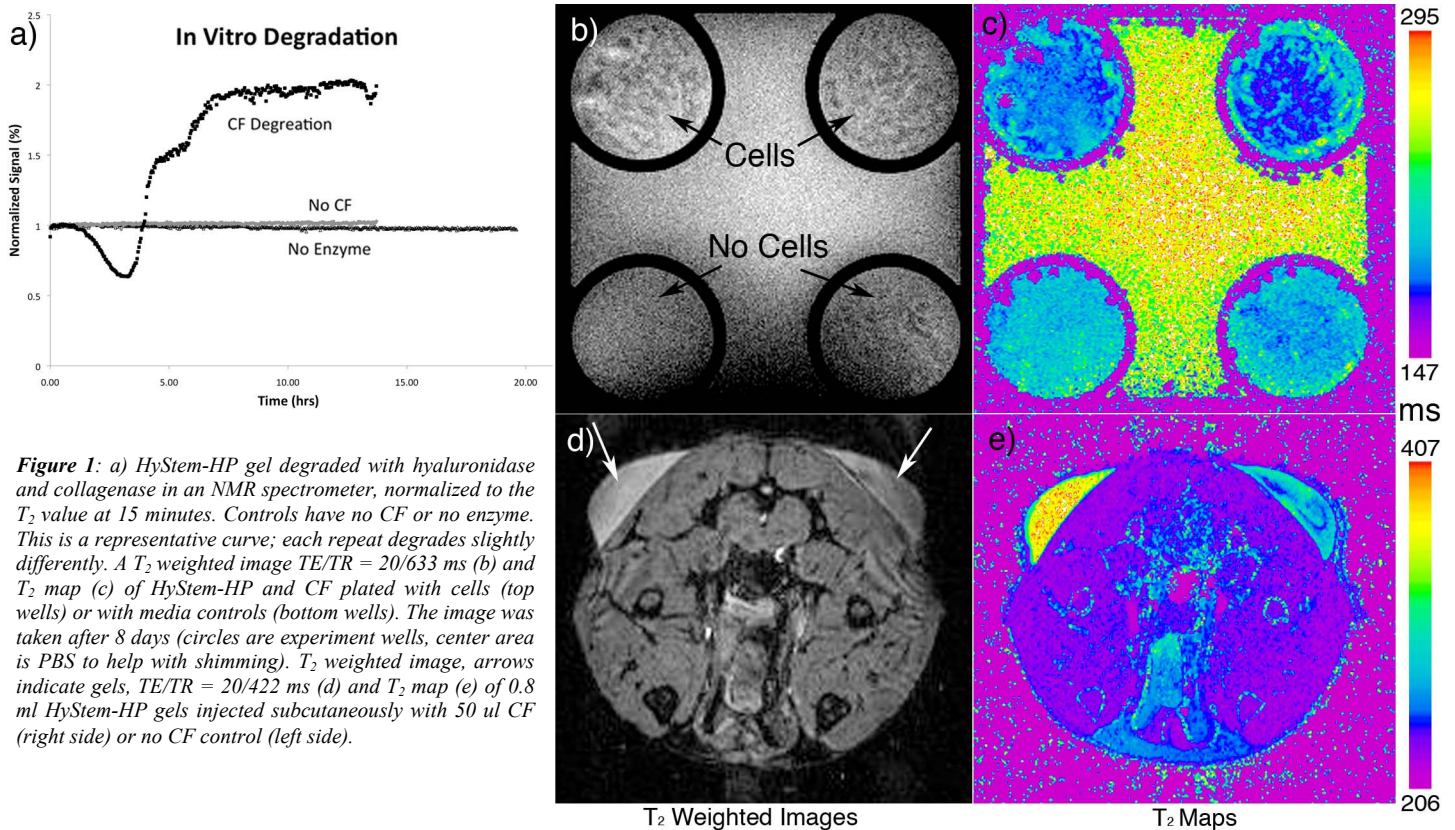 a)
In Vitro Degradation
2.5
2
1.5
1
0.5
0
Normalized Signal (%)
CF Degreation
No CF
No Enzyme
0.00 5.00 10.00 15.00 20.00
Time (hrs)
Figure 1: a) HyStem-HP gel degraded with hyaluronidase
and collagenase in an NMR spectrometer, normalized to the
T2 value at 15 minutes. Controls have no CF or no enzyme.
This is a representative curve; each repeat degrades slightly
differently. A T2 weighted image TE/TR = 20/633 ms (b) and
T2 map (c) of HyStem-HP and CF plated with cells (top
wells) or with media controls (bottom wells). The image was
taken after 8 days (circles are experiment wells, center area
is PBS to help with shimming). T2 weighted image, arrows
indicate gels, TE/TR = 20/422 ms (d) and T2 map (e) of 0.8
ml HyStem-HP gels injected subcutaneously with 50 ul CF
(right side) or no CF control (left side).
b)
Cells
No Cells
c)
295
147
ms
d)
e)
407
206
T2 Weighted Images
T2 Maps